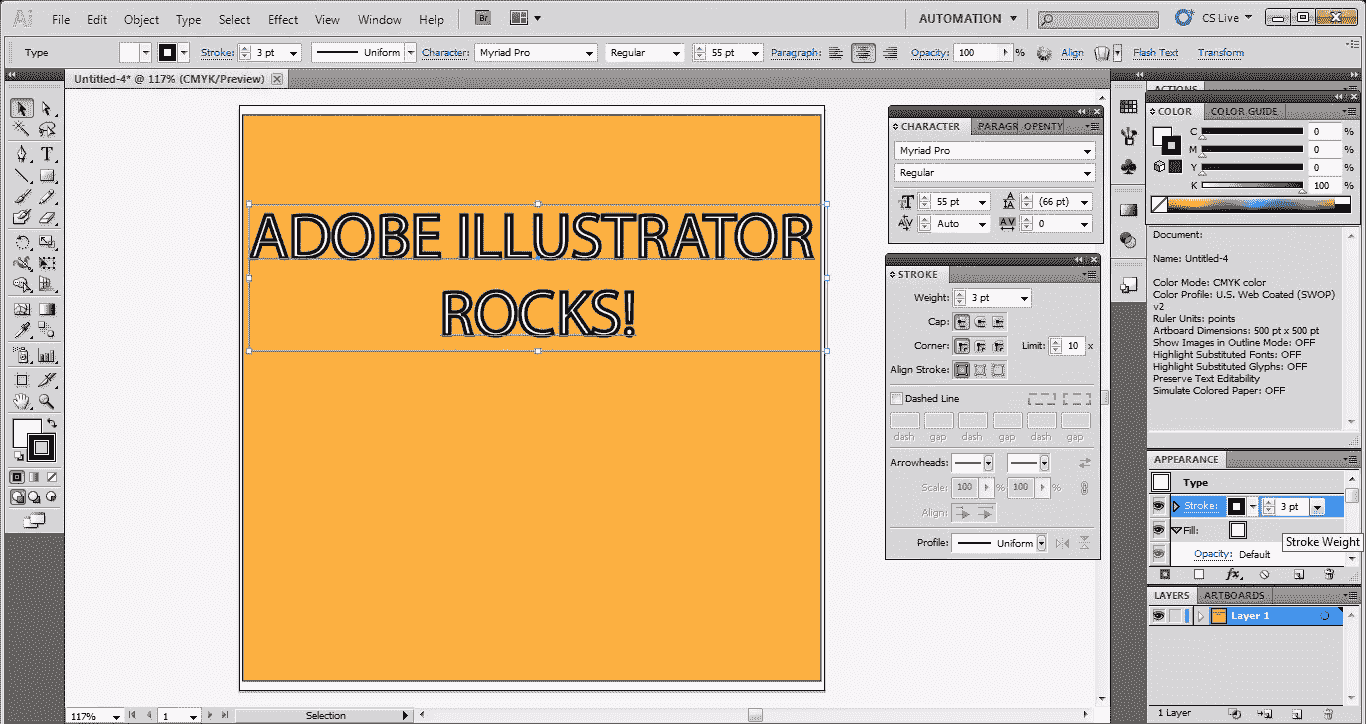 Ai File Edit Object Type Select Effect View Window Help Br AUTOMATION CS Live
Type Stroke: 3 pt Uniform Character: Myriad Pro Regular 55 pt Paragraph: Opacity: 100 % Align Flash Text Transform
Untitled-4* @ 117% (CMYK/Preview)
ADOBE ILLUSTRATOR
ROCKS!
CHARACTER PARAGR OPENTY
Myriad Pro
Regular
55 pt (66 pt)
Auto 0
STROKE
Weight: 3 pt
Cap:
Corner: Limit: 10 x
Align Stroke:
Dashed Line
dash gap dash gap dash gap
Arrowheads:
Scale: 100 % 100 %
Align:
Profile: Uniform
ACTIONS
COLOR COLOR GUIDE
C 0 %
M 0 %
Y 0 %
K 100 %
Document:
Name: Untitled-4
Color Mode: CMYK color
Color Profile: U.S. Web Coated (SWOP)
v2
Ruler Units: points
Artboard Dimensions: 500 pt x 500 pt
Show Images in Outline Mode: OFF
Highlight Substituted Fonts: OFF
Highlight Substituted Glyphs: OFF
Preserve Text Editability
Simulate Colored Paper: OFF
APPEARANCE
Type
Stroke: 3 pt
Fill:
Stroke Weight
Opacity: Default
fx
LAYERS ARTBOARDS
Layer 1
1 Layer
117% 1 Selection